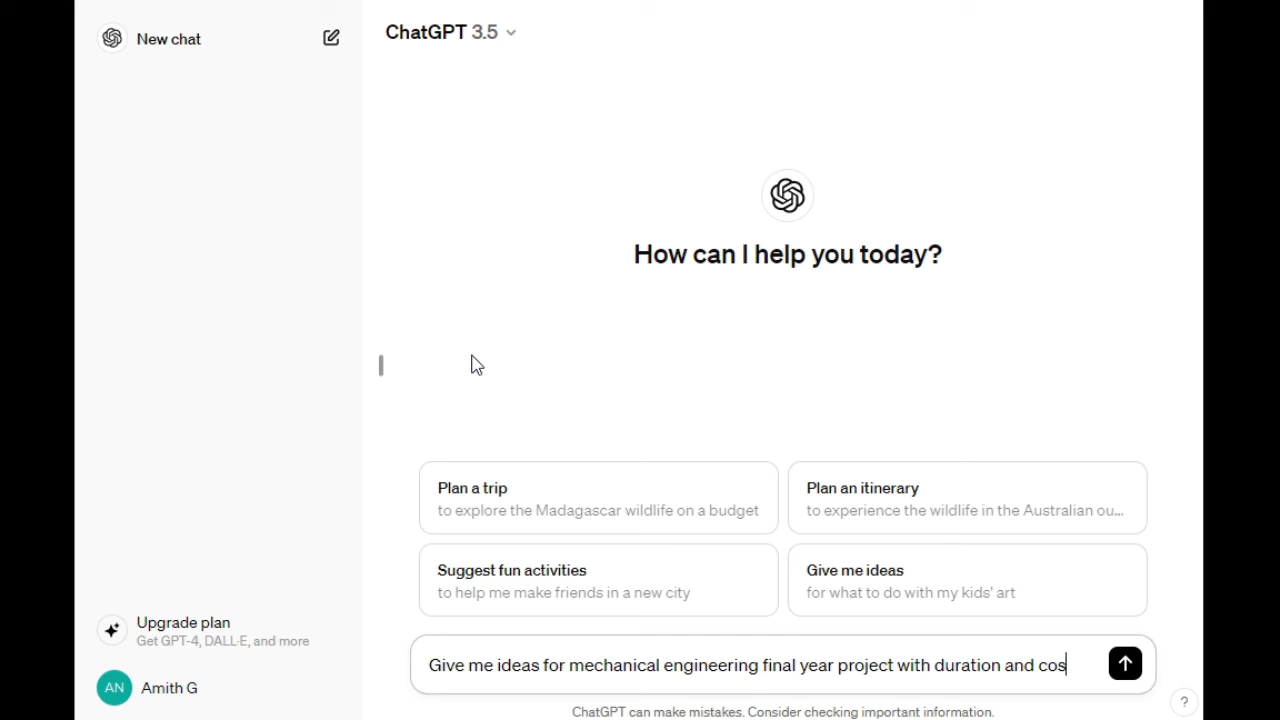 New chat
ChatGPT 3.5
How can I help you today?
Plan a trip
to explore the Madagascar wildlife on a budget
Plan an itinerary
to experience the wildlife in the Australian ou...
Suggest fun activities
to help me make friends in a new city
Give me ideas
for what to do with my kids' art
Upgrade plan
Get GPT-4, DALL·E, and more
AN Amith G
Give me ideas for mechanical engineering final year project with duration and cos
ChatGPT can make mistakes. Consider checking important information.
?